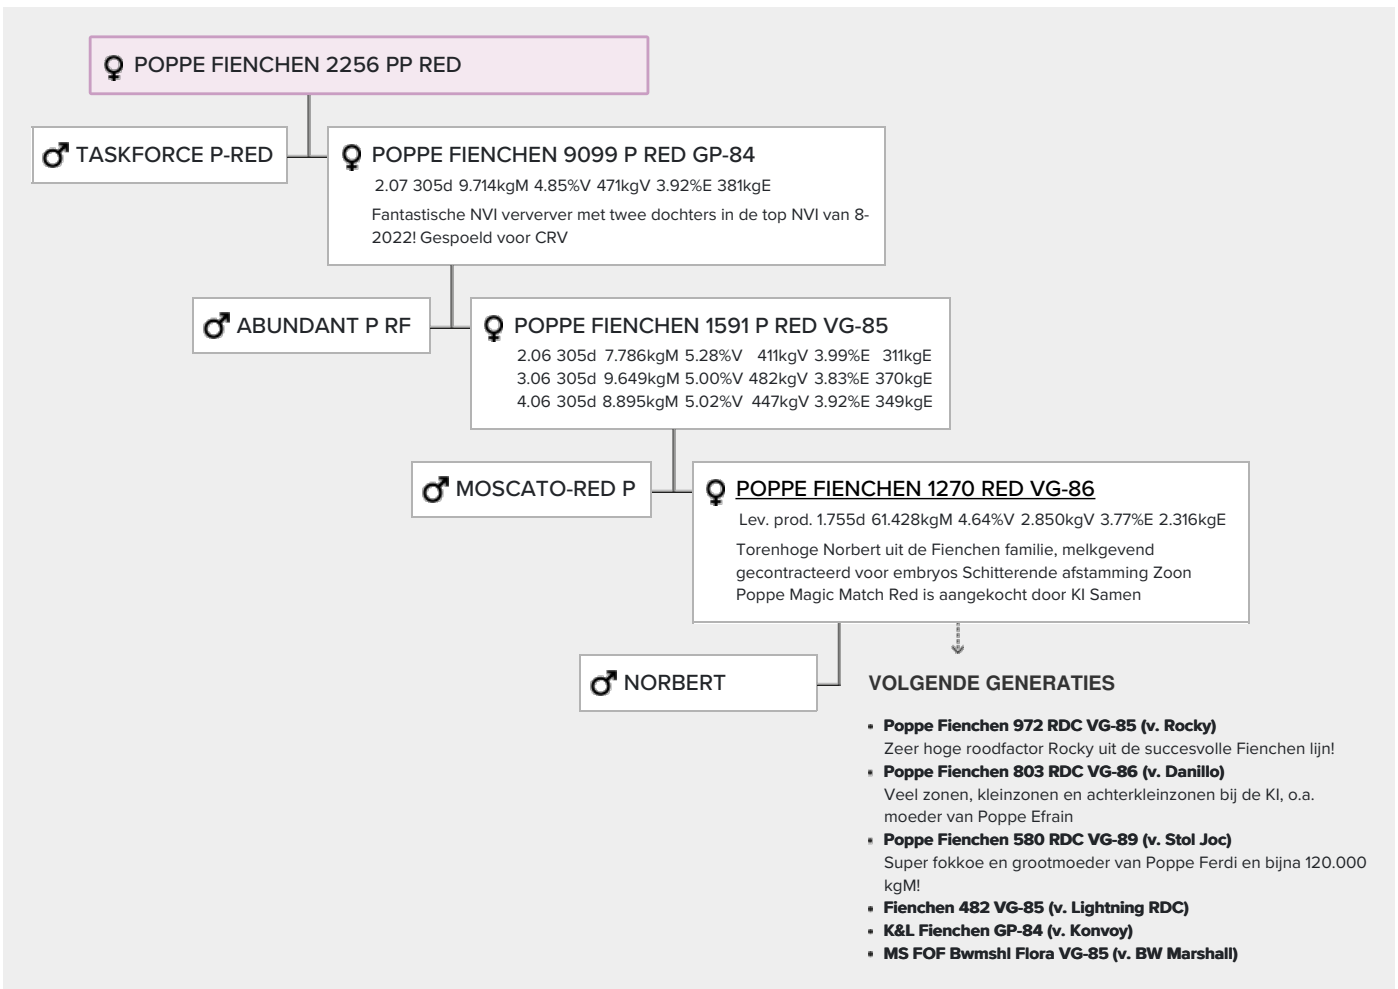 POPPE FIENCHEN 2256 PP RED
TASKFORCE P-RED
POPPE FIENCHEN 9099 P RED GP-84
2.07 305d 9.714kgM 4.85%V 471kgV 3.92%E 381kgE
Fantastische NVI ververver met twee dochters in de top NVI van 8-
2022! Gespoeld voor CRV
ABUNDANT P RF
POPPE FIENCHEN 1591 P RED VG-85
2.06 305d 7.786kgM 5.28%V 411kgV 3.99%E 311kgE
3.06 305d 9.649kgM 5.00%V 482kgV 3.83%E 370kgE
4.06 305d 8.895kgM 5.02%V 447kgV 3.92%E 349kgE
MOSCATO-RED P
POPPE FIENCHEN 1270 RED VG-86
Lev. prod. 1.755d 61.428kgM 4.64%V 2.850kgV 3.77%E 2.316kgE
Torenhoge Norbert uit de Fienchen familie, melkgevend
gecontracteerd voor embryos Schitterende afstamming Zoon
Poppe Magic Match Red is aangekocht door KI Samen
NORBERT
VOLGENDE GENERATIES
Poppe Fienchen 972 RDC VG-85 (v. Rocky)
Zeer hoge roodfactor Rocky uit de succesvolle Fienchen lijn!
Poppe Fienchen 803 RDC VG-86 (v. Danillo)
Veel zonen, kleinzonen en achterkleinzonen bij de KI, o.a.
moeder van Poppe Efrain
Poppe Fienchen 580 RDC VG-89 (v. Stol Joc)
Super fokkoe en grootmoeder van Poppe Ferdi en bijna 120.000
kgM!
Fienchen 482 VG-85 (v. Lightning RDC)
K&L Fienchen GP-84 (v. Konvoy)
MS FOF Bwmshl Flora VG-85 (v. BW Marshall)